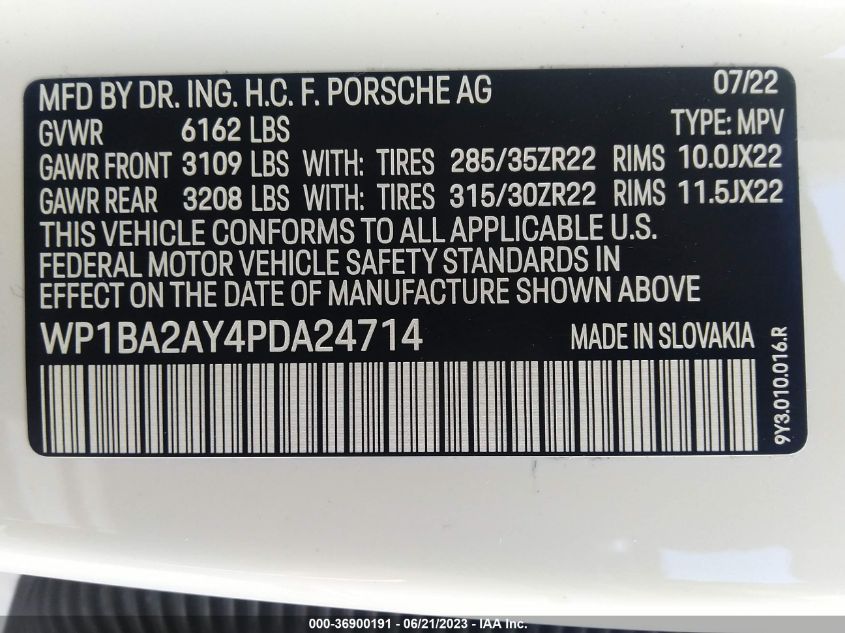 MFD BY DR. ING. H.C. F. PORSCHE AG 07/22
GVWR 6162 LBS TYPE: MPV
GAWR FRONT 3109 LBS WITH: TIRES 285/35ZR22 RIMS 10.0JX22
GAWR REAR 3208 LBS WITH: TIRES 315/30ZR22 RIMS 11.5JX22
THIS VEHICLE CONFORMS TO ALL APPLICABLE U.S.
FEDERAL MOTOR VEHICLE SAFETY STANDARDS IN
EFFECT ON THE DATE OF MANUFACTURE SHOWN ABOVE
WP1BA2AY4PDA24714 MADE IN SLOVAKIA
9Y3.010.016.R
000-36900191 - 06/21/2023 - IAA Inc.